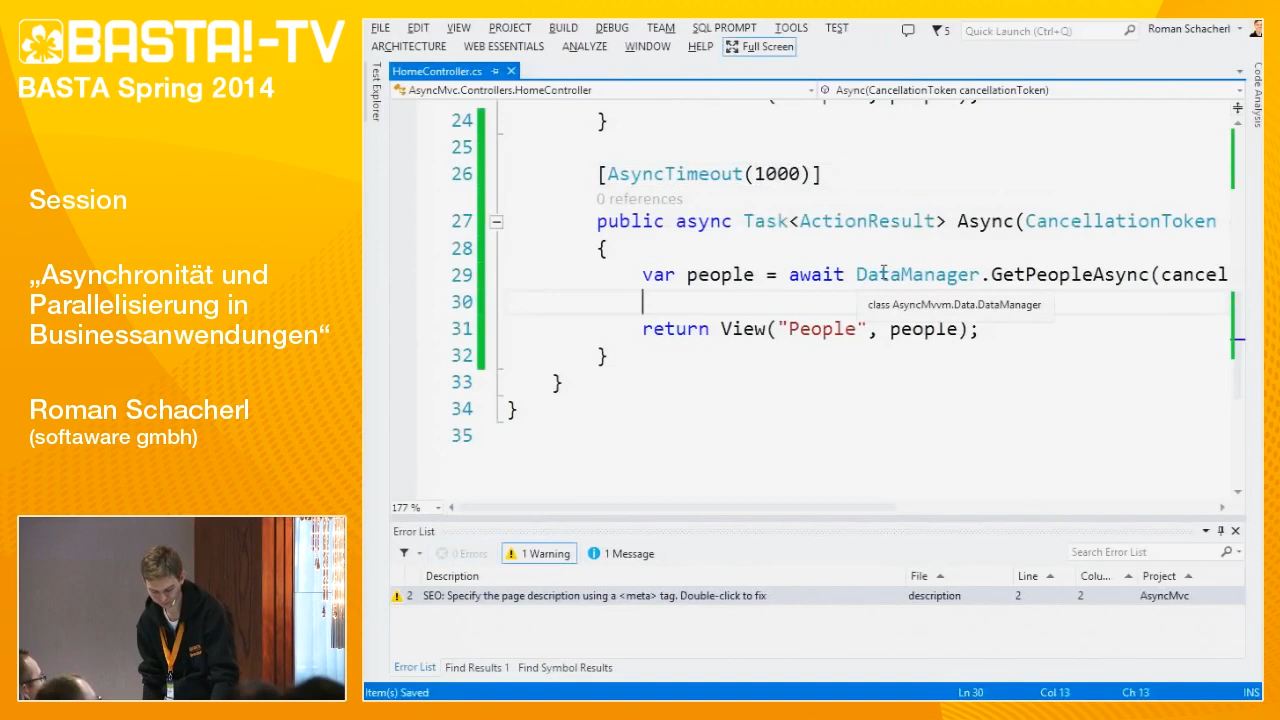 BASTA!-TV
BASTA Spring 2014
Session
„Asynchronität und
Parallelisierung in
Businessanwendungen“
Roman Schacherl
(softaware gmbh)
FILE EDIT VIEW PROJECT BUILD DEBUG TEAM SQL PROMPT TOOLS TEST
5 Quick Launch (Ctrl+Q) Roman Schacherl
ARCHITECTURE WEB ESSENTIALS ANALYZE WINDOW HELP Full Screen
Test Explorer
Code Analysis
HomeController.cs
AsyncMvc.Controllers.HomeController Async(CancellationToken cancellationToken)
24 }
25
26 [AsyncTimeout(1000)]
0 references
27 public async Task<ActionResult> Async(CancellationToken
28 {
29 var people = await DataManager.GetPeopleAsync(cancel
30
class AsyncMvvm.Data.DataManager
31 return View("People", people);
32 }
33 }
34 }
35
177 %
Error List
0 Errors 1 Warning 1 Message Search Error List
Description File Line Colu... Project
2 SEO: Specify the page description using a <meta> tag. Double-click to fix description 2 2 AsyncMvc
Error List Find Results 1 Find Symbol Results
Item(s) Saved Ln 30 Col 13 Ch 13 INS